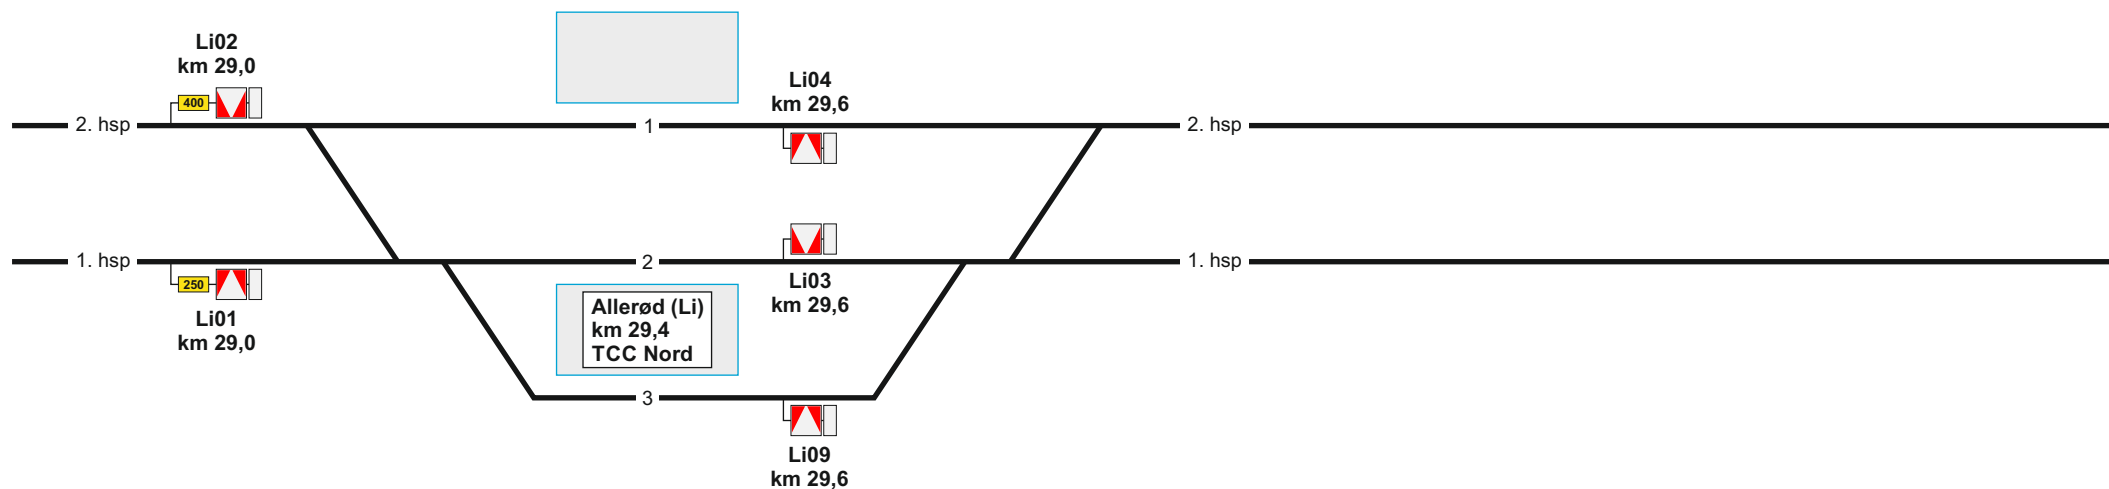 Li02
km 29,0
400
Li04
km 29,6
2. hsp
1
2. hsp
1. hsp
2
1. hsp
250
Li01
km 29,0
Li03
km 29,6
Allerød (Li)
km 29,4
TCC Nord
3
Li09
km 29,6